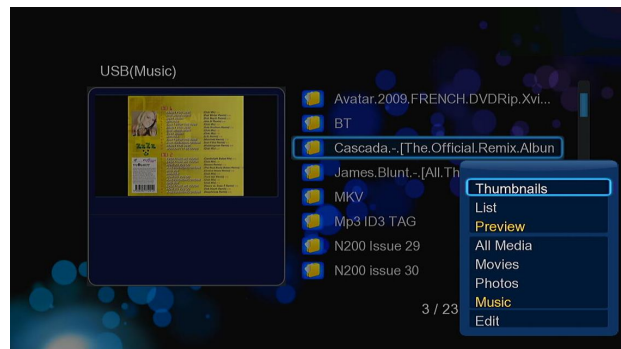 USB(Music)
Avatar.2009.FRENCH.DVDRip.Xvi...
BT
Cascada.-.[The.Official.Remix.Albun
James.Blunt.-.[All.Th
MKV
Mp3 ID3 TAG
N200 Issue 29
N200 issue 30
3 / 23
Thumbnails
List
Preview
All Media
Movies
Photos
Music
Edit